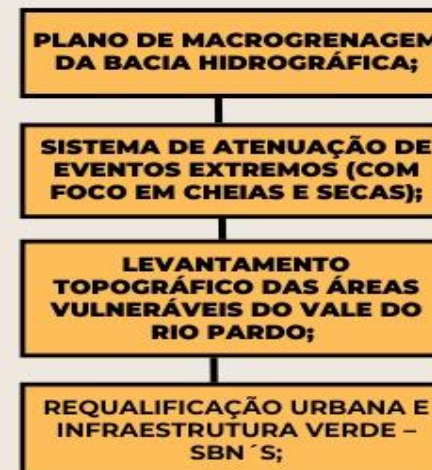 PLANO DE MACROGRENAGEM
DA BACIA HIDROGRÁFICA;
SISTEMA DE ATENUAÇÃO DE
EVENTOS EXTREMOS (COM
FOCO EM CHEIAS E SECAS);
LEVANTAMENTO
TOPOGRÁFICO DAS ÁREAS
VULNERÁVEIS DO VALE DO
RIO PARDO;
REQUALIFICAÇÃO URBANA E
INFRAESTRUTURA VERDE –
SBN´S;